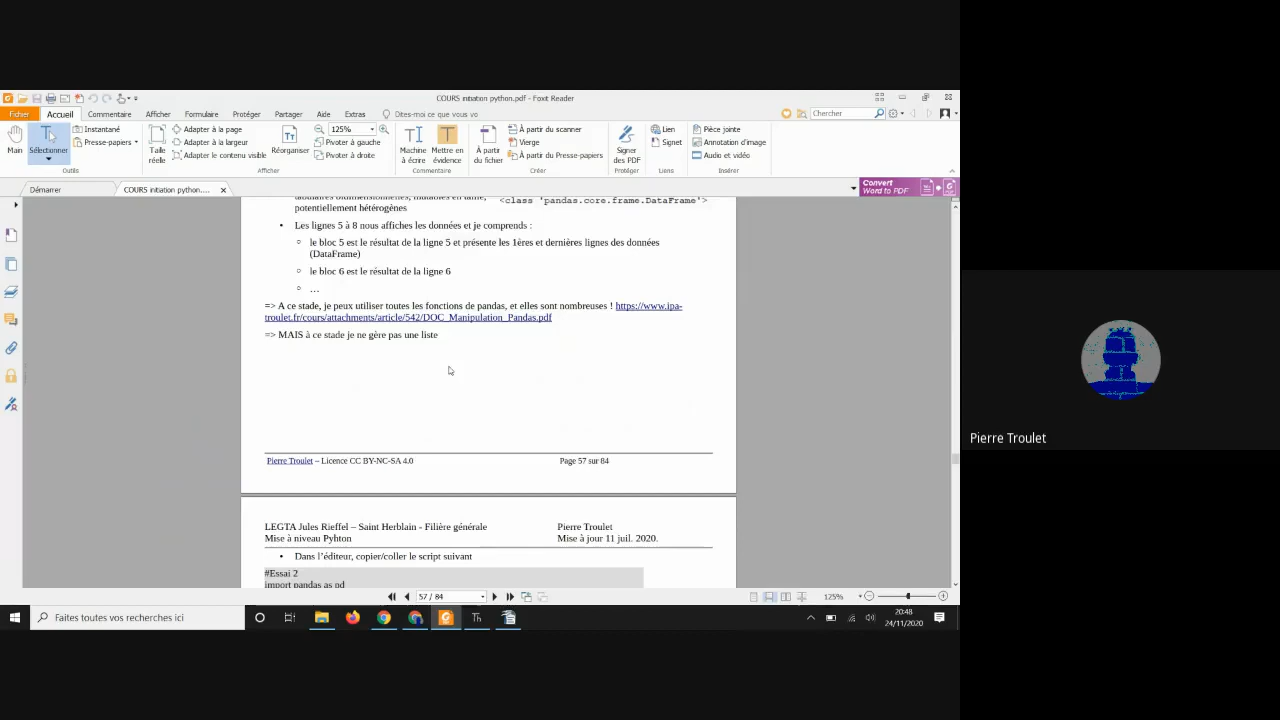 COURS initiation python.pdf - Foxit Reader
Fichier Accueil Commentaire Afficher Formulaire Protéger Partager Aide Extras Dites-moi ce que vous vo Chercher
Main
Sélectionner
Instantané
Presse-papiers
Outils
Taille réelle
Adapter à la page
Adapter à la largeur
Adapter le contenu visible
Réorganiser
125%
Pivoter à gauche
Pivoter à droite
Afficher
Machine à écrire
Mettre en évidence
Commentaire
À partir du fichier
À partir du scanner
Vierge
À partir du Presse-papiers
Créer
Signer des PDF
Protéger
Lien
Signet
Liens
Pièce jointe
Annotation d'image
Audio et vidéo
Insérer
Démarrer
COURS initiation python....
Convert
Word to PDF
tabulaires bidimensionnelles, mutables en taille,
potentiellement hétérogènes
<class 'pandas.core.frame.DataFrame'>
• Les lignes 5 à 8 nous affiches les données et je comprends :
◦ le bloc 5 est le résultat de la ligne 5 et présente les 1ères et dernières lignes des données
(DataFrame)
◦ le bloc 6 est le résultat de la ligne 6
◦ …
=> A ce stade, je peux utiliser toutes les fonctions de pandas, et elles sont nombreuses ! https://www.ipa-
troulet.fr/cours/attachments/article/542/DOC_Manipulation_Pandas.pdf
=> MAIS à ce stade je ne gère pas une liste
Pierre Troulet – Licence CC BY-NC-SA 4.0 Page 57 sur 84
LEGTA Jules Rieffel – Saint Herblain - Filière générale Pierre Troulet
Mise à niveau Pyhton Mise à jour 11 juil. 2020.
• Dans l'éditeur, copier/coller le script suivant
#Essai 2
import pandas as pd
57 / 84
125%
Faites toutes vos recherches ici
20:48
24/11/2020
Pierre Troulet